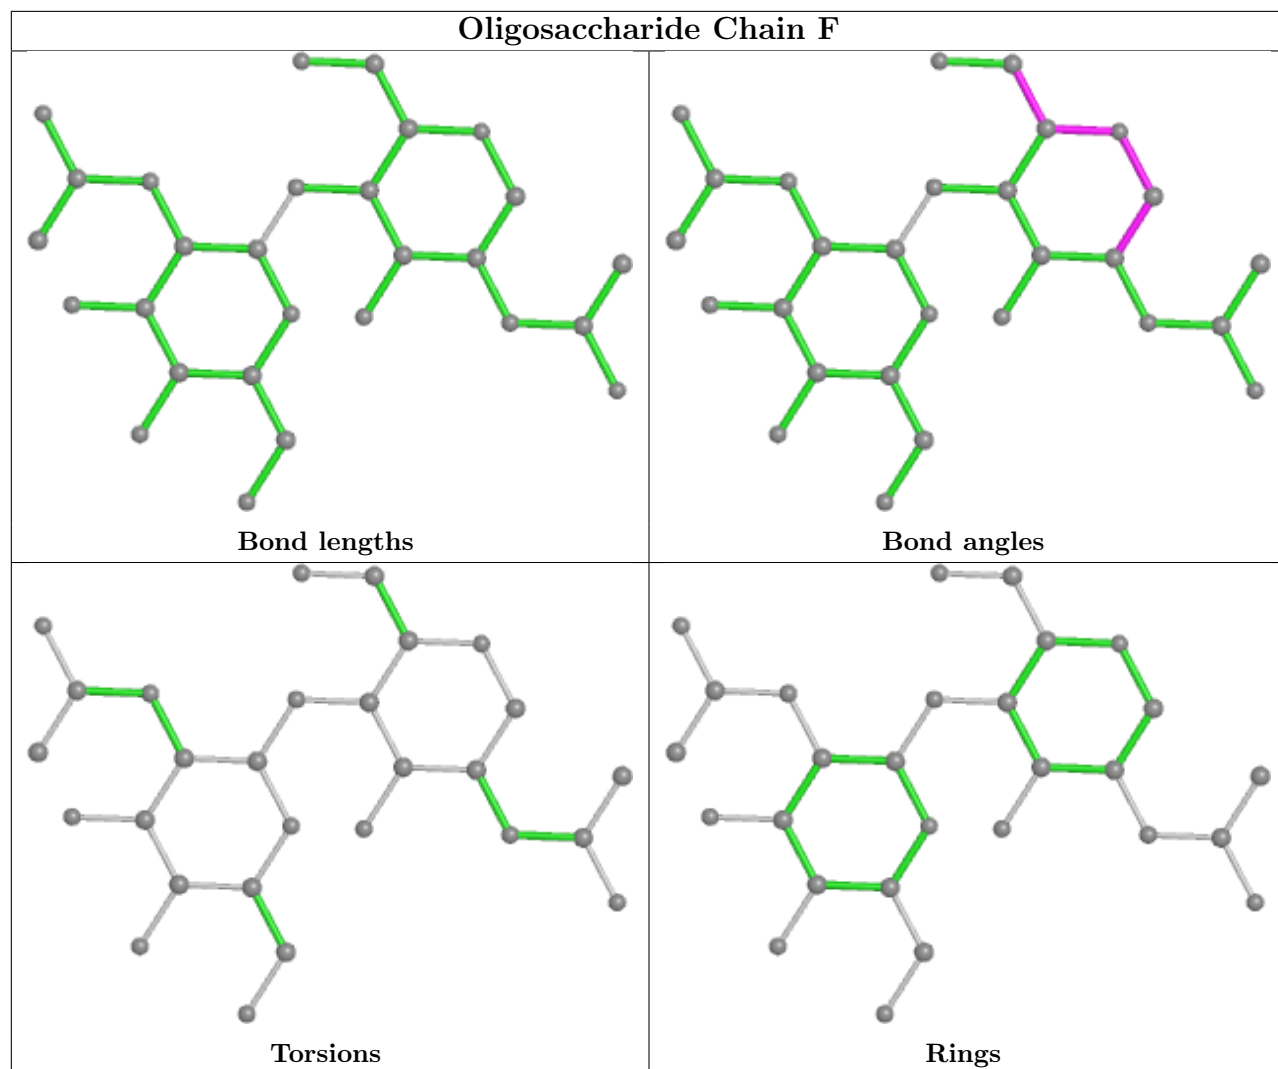 Oligosaccharide Chain F
Bond lengths
Bond angles
Torsions
Rings